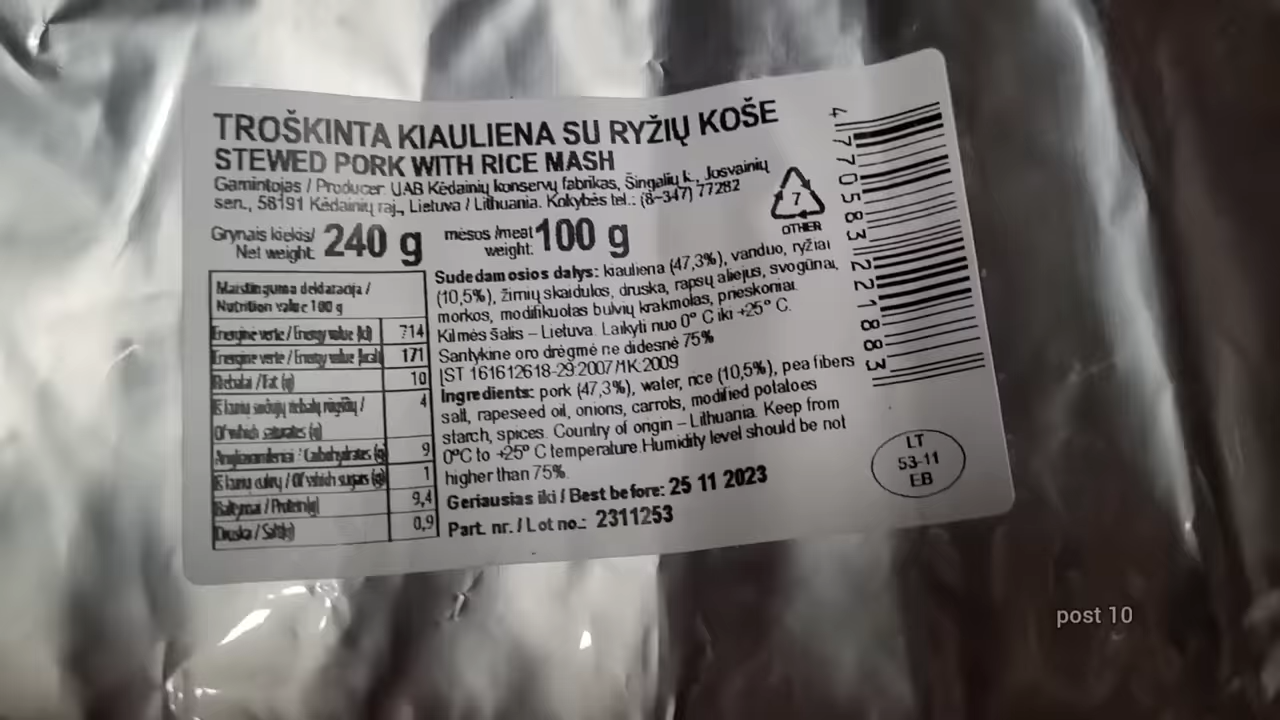 TROŠKINTA KIAULIENA SU RYŽIŲ KOŠE
STEWED PORK WITH RICE MASH
Gamintojas / Producer: UAB Kėdainių konservų fabrikas, Šingalių k., Josvainių
sen., 58191 Kėdainių raj., Lietuva / Lithuania. Kokybės tel.: (8-347) 77282
Grynais kiekis/
Net weight:
240 g
mėsos /meat
weight:
100 g
7
OTHER
4 770583 221883
Maistinguma deklaracija /
Nutrition value 100 g
Energinė vertė / Energy value (kJ) 714
Energinė vertė / Energy value (kcal) 171
Riebalai / Fat (g) 10
Iš kurių sočiųjų riebalų rūgščių /
Of which saturates (g) 4
Angliavandeniai / Carbohydrates (g) 9
Iš kurių cukrų / Of which sugars (g) 1
Baltymai / Protein(g) 9,4
Druska / Salt(g) 0,9
Sudedamosios dalys: kiauliena (47,3%), vanduo, ryžiai
(10,5%), žirnių skaidulos, druska, rapsų aliejus, svogūnai,
morkos, modifikuotas bulvių krakmolas, prieskoniai.
Kilmės šalis – Lietuva. Laikyti nuo 0° C iki +25° C.
Santykinė oro drėgmė ne didesnė 75%
ĮST 161612618-29:2007/1K:2009
Ingredients: pork (47,3%), water, rice (10,5%), pea fibers
salt, rapeseed oil, onions, carrots, modified potatoes
starch, spices. Country of origin – Lithuania. Keep from
0°C to +25° C temperature.Humidity level should be not
higher than 75%.
Geriausias iki / Best before: 25 11 2023
Part. nr. / Lot no.: 2311253
LT
53-11
EB
post 10